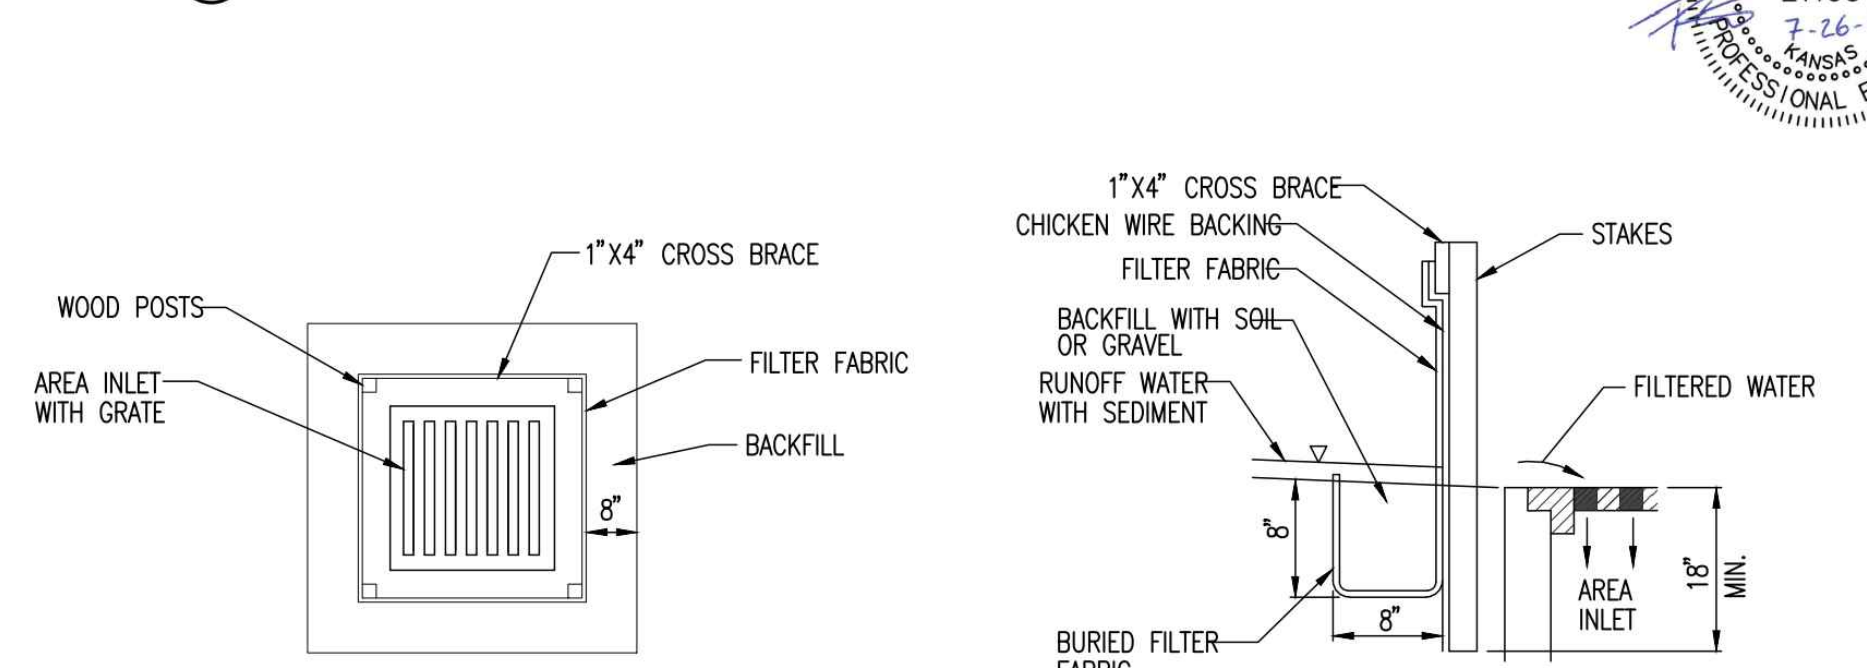 7-26-
KANSAS
PROFESSIONAL
1"X4" CROSS BRACE
WOOD POSTS
AREA INLET
WITH GRATE
FILTER FABRIC
BACKFILL
8"
1"X4" CROSS BRACE
CHICKEN WIRE BACKING
FILTER FABRIC
BACKFILL WITH SOIL
OR GRAVEL
RUNOFF WATER
WITH SEDIMENT
STAKES
FILTERED WATER
8"
8"
AREA
INLET
18"
MIN.
BURIED FILTER
FABRIC